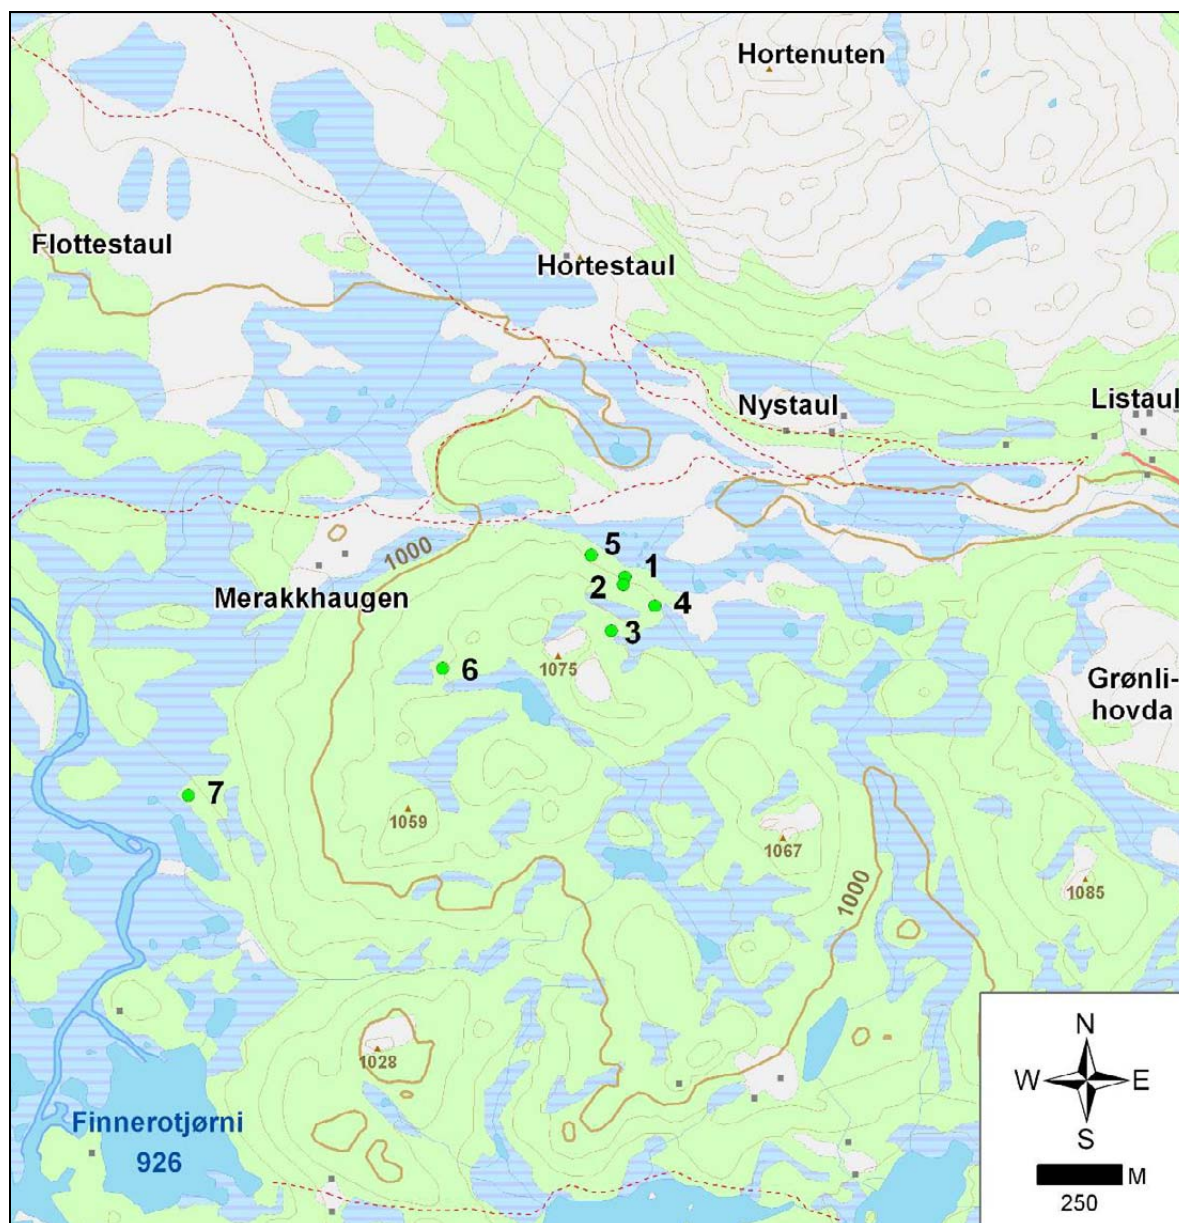 Hortenuten
Flottestaul
Hortestaul
Nystaul
Listaul
5
1
1000
2
Merakkhaugen
4
3
1075
6
Grønli-
hovda
7
1059
1067
1085
1000
1028
N
W E
S
Finnerotjørni
926
M
250